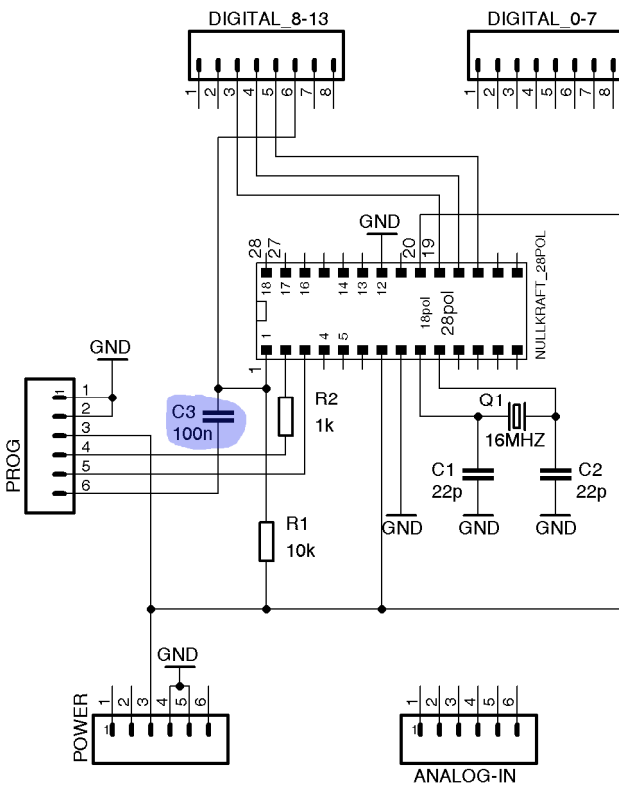 DIGITAL_8-13
DIGITAL_0-7
1 2 3 4 5 6 7 8
1 2 3 4 5 6 7 8
GND
28 27 20 19
18 17 16 14 13 12
18pol
28pol
NULLKRAFT_28POL
1 4 5
1
GND
PROG
1
1
2
3
4
5
6
C3
100n
R2
1k
Q1
16MHZ
C1
22p
C2
22p
GND
GND
GND
R1
10k
GND
POWER
1 2 3 4 5 6
1
1 2 3 4 5 6
1
ANALOG-IN